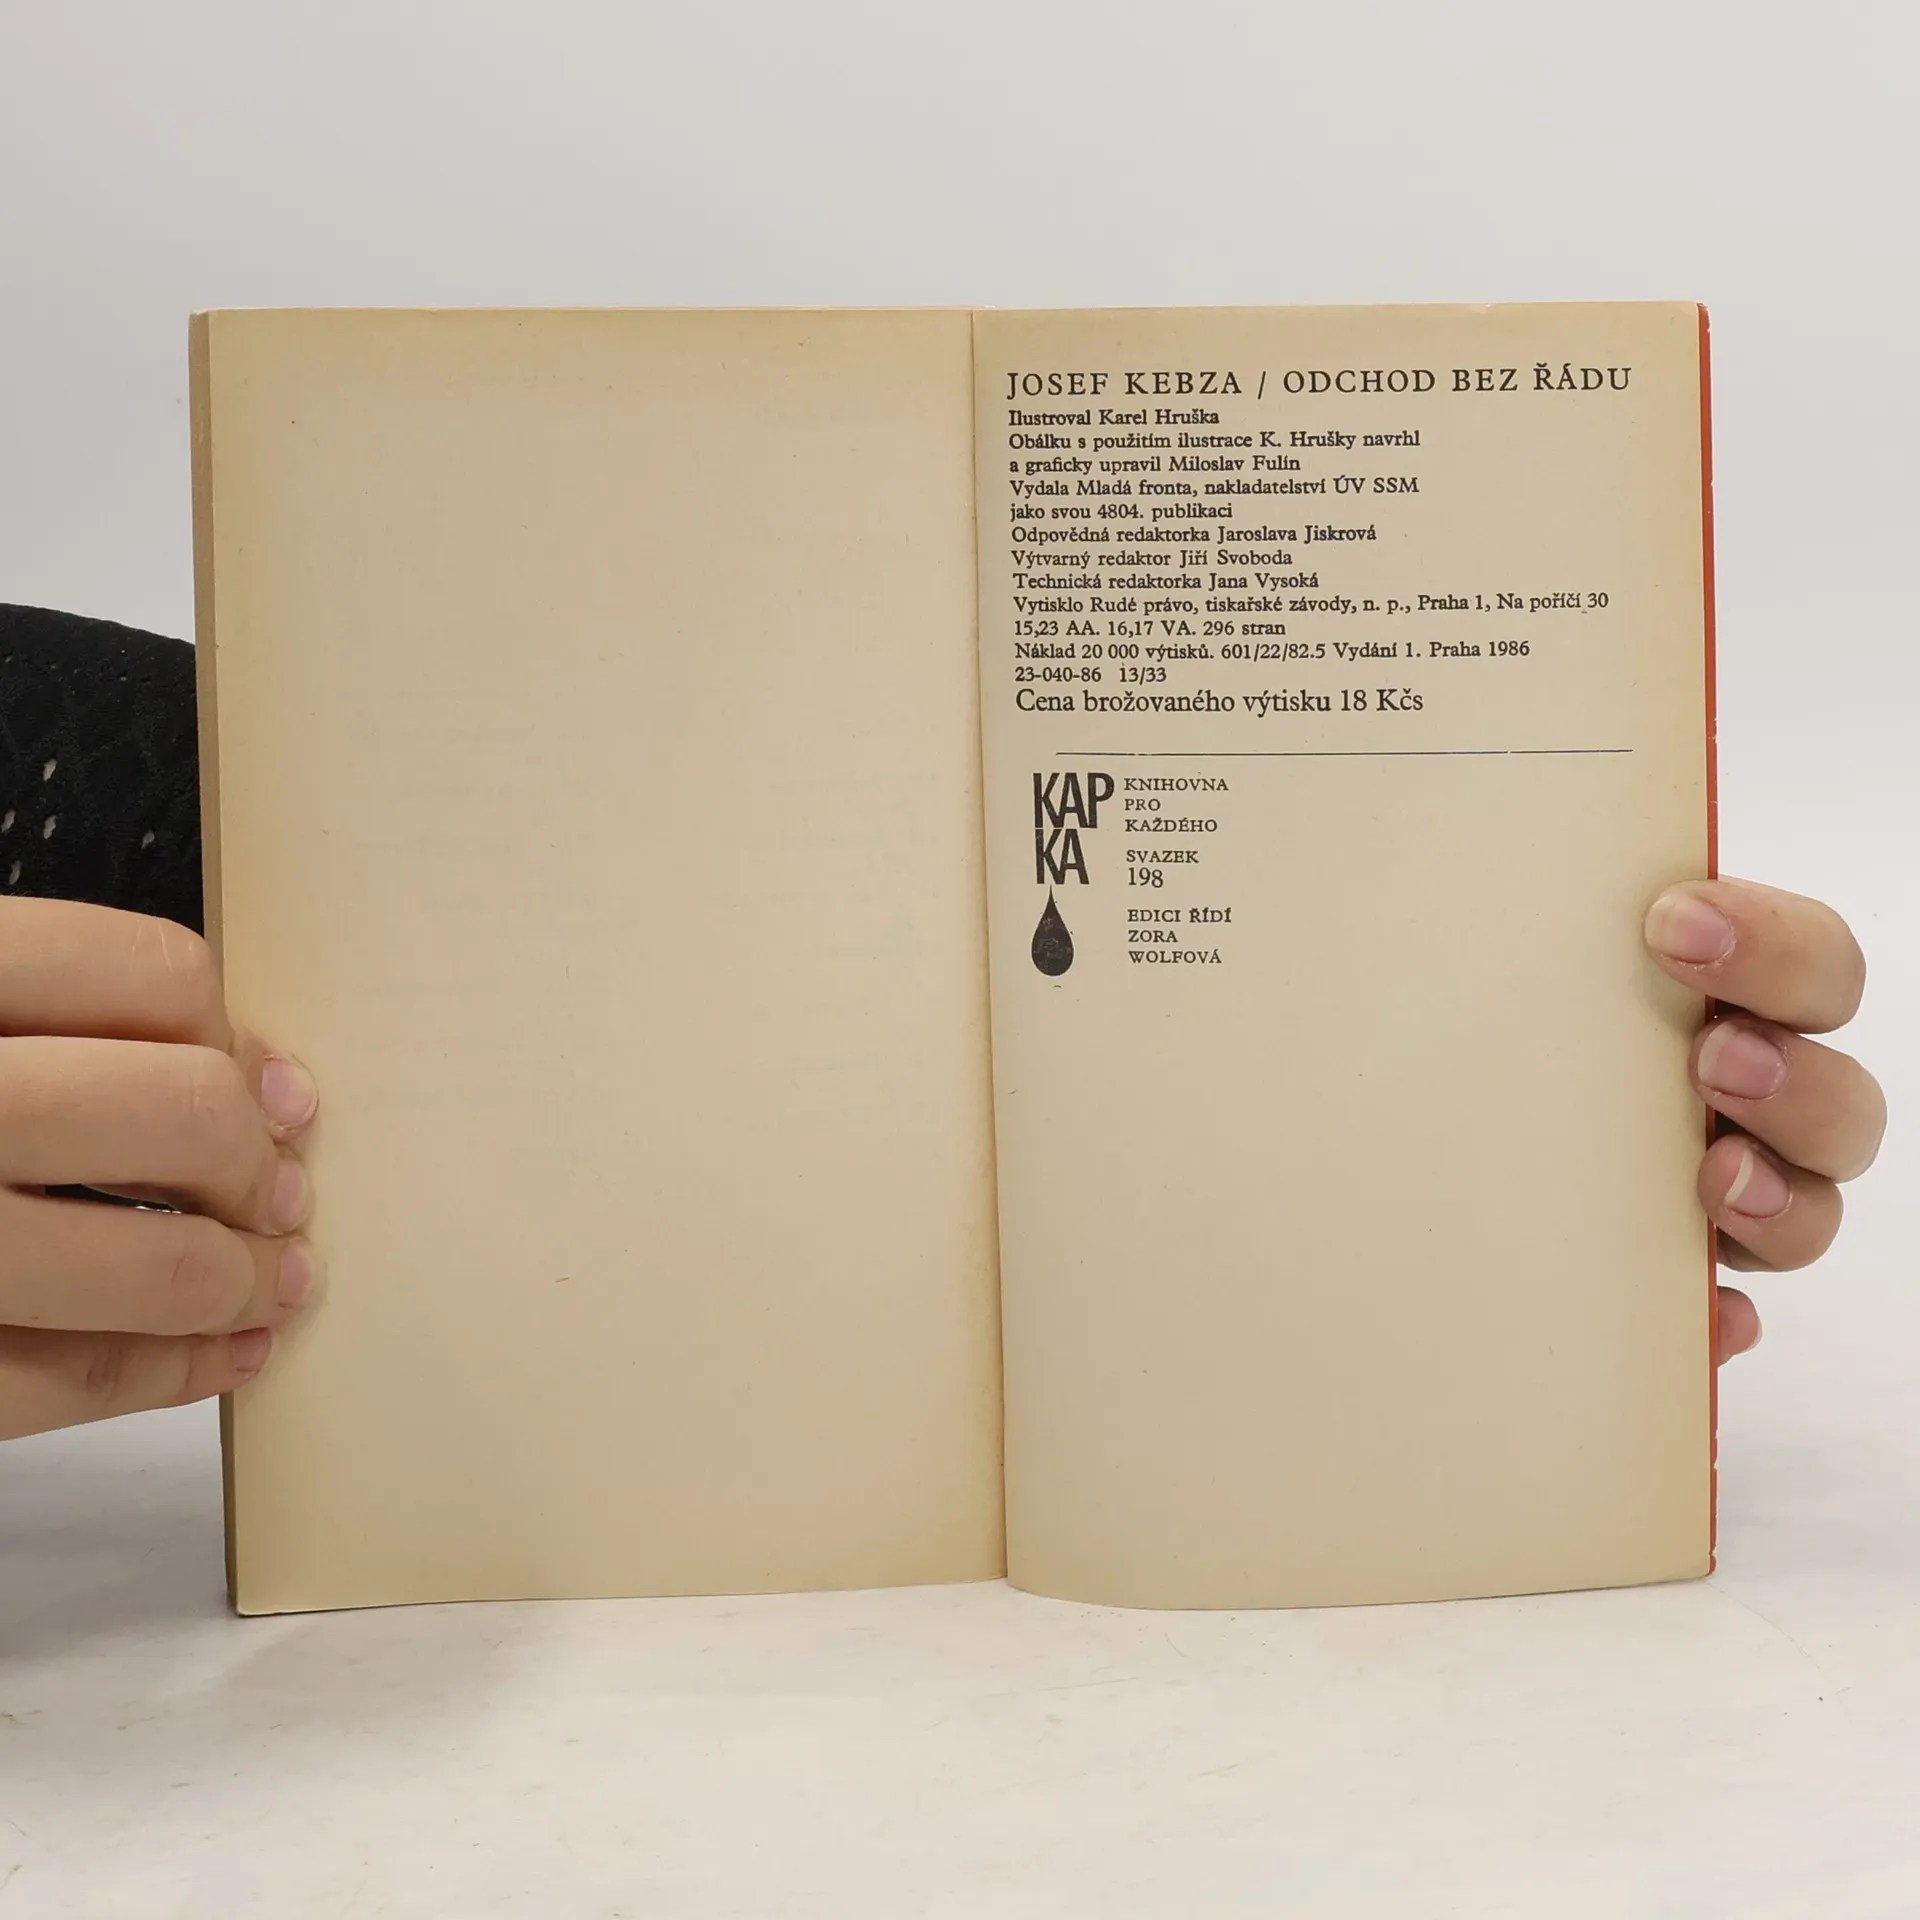 JOSEF KEBZA / ODCHOD BEZ ŘÁDU
Ilustroval Karel Hruška
Obálku s použitím ilustrace K. Hrušky navrhl
a graficky upravil Miloslav Fulín
Vydala Mladá fronta, nakladatelství ÚV SSM
jako svou 4804. publikaci
Odpovědná redaktorka Jaroslava Jiskrová
Výtvarný redaktor Jiří Svoboda
Technická redaktorka Jana Vysoká
Vytisklo Rudé právo, tiskařské závody, n. p., Praha 1, Na poříčí 30
15,23 AA. 16,17 VA. 296 stran
Náklad 20 000 výtisků. 601/22/82.5 Vydání 1. Praha 1986
23-040-86 13/33
Cena brožovaného výtisku 18 Kčs
KAP
KA
KNIHOVNA
PRO
KAŽDÉHO
SVAZEK
198
EDICI ŘÍDÍ
ZORA
WOLFOVÁ